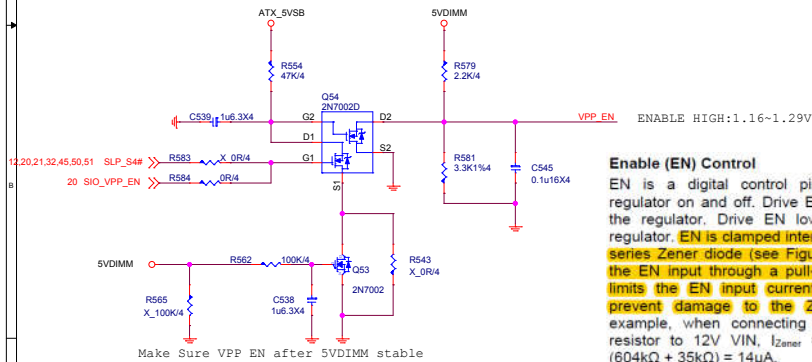 ATX_5VSB
5VDIMM
R554
47K/4
R579
2.2K/4
Q54
2N7002D
C539 1u6.3X4
G2
D2
VPP_EN
ENABLE HIGH:1.16~1.29V
D1
S2
12,20,21,32,45,50,51 SLP_S4#
R583 X_0R/4
G1
20 SIO_VPP_EN
R584 0R/4
S1
R581
3.3K1%4
C545
0.1u16X4
B
Enable (EN) Control
EN is a digital control
regulator on and off. Drive
the regulator. Drive EN
regulator. EN is clamped
series Zener diode (see
the EN input through a
limits the EN input
prevent damage to the
example, when connecting
resistor to 12V VIN, IZener
(604kΩ + 35kΩ) = 14uA.
5VDIMM
R562 100K/4
Q53
2N7002
R543
X_0R/4
R565
X_100K/4
C538
1u6.3X4
Make Sure VPP EN after 5VDIMM stable